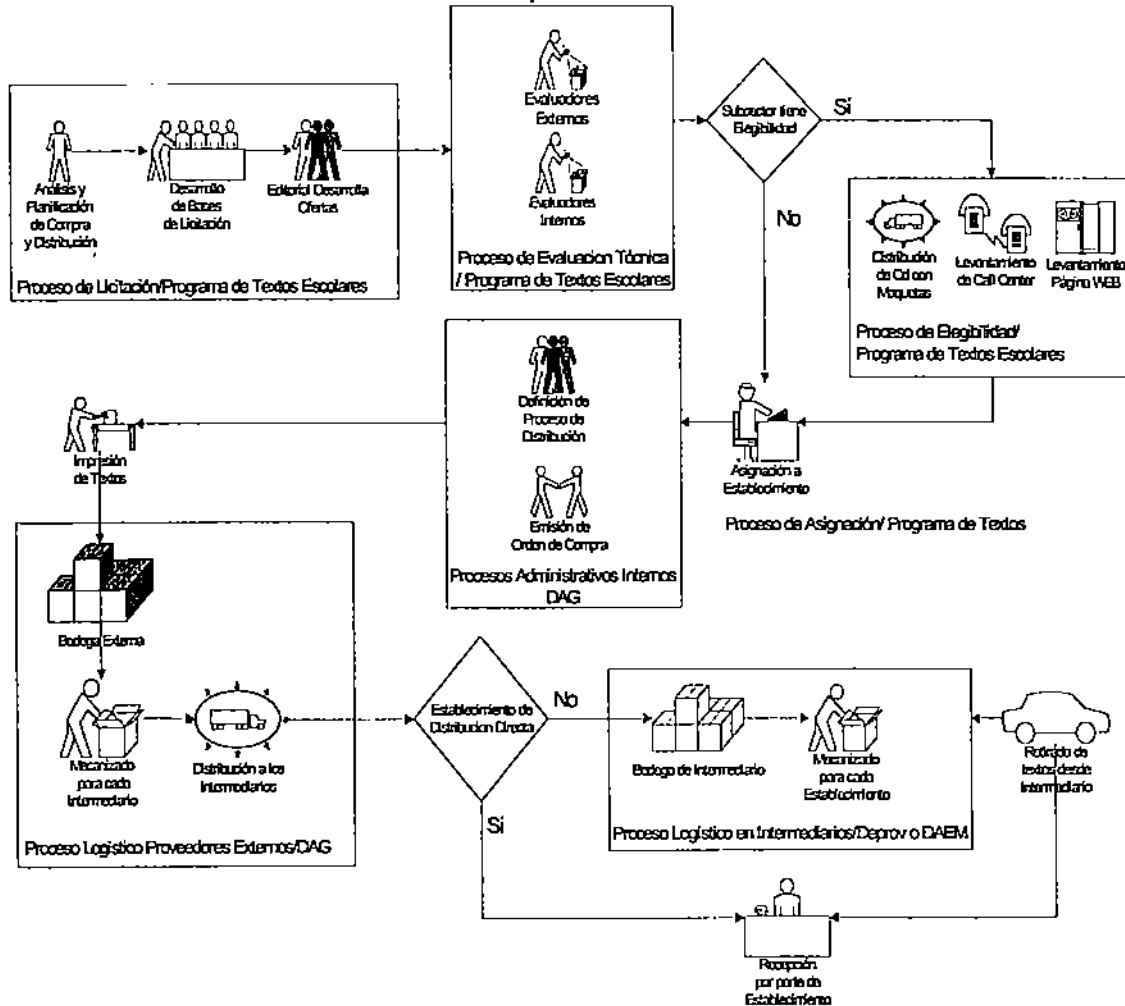 Análisis y
Planificación
de Compra
y Distribución
Desarrollo
de Bases
de Licitación
Editorial Desarrolla
Ofertas
Proceso de Licitación/Programa de Textos Escolares
Evaluadores
Externos
Evaluadores
Internos
Proceso de Evaluacion Técnica
/ Programa de Textos Escolares
Subsector tiene
Elegibilidad
Sí
No
Distribución
de Cd con
Maquetas
Levantamiento
de Call Center
Levantamiento
Página WEB
Proceso de Elegibilidad/
Programa de Textos Escolares
Definición de
Proceso de
Distribución
Emisión de
Orden de Compra
Procesos Administrativos Internos
DAG
Asignación a
Establecimiento
Proceso de Asignación/ Programa de Textos
Impresión
de Textos
Bodega Externa
Mecanizado
para cada
Intermediario
Distribución a los
Intermediarios
Proceso Logístico Proveedores Externos/DAG
Establecimiento de
Distribucion Directa
No
Sí
Bodega de Intermediario
Mecanizado
para cada
Establecimiento
Proceso Logístico en Intermediarios/Deprov o DAEM
Retirado de
textos desde
Intermediario
Recepción
por parte de
Establecimiento